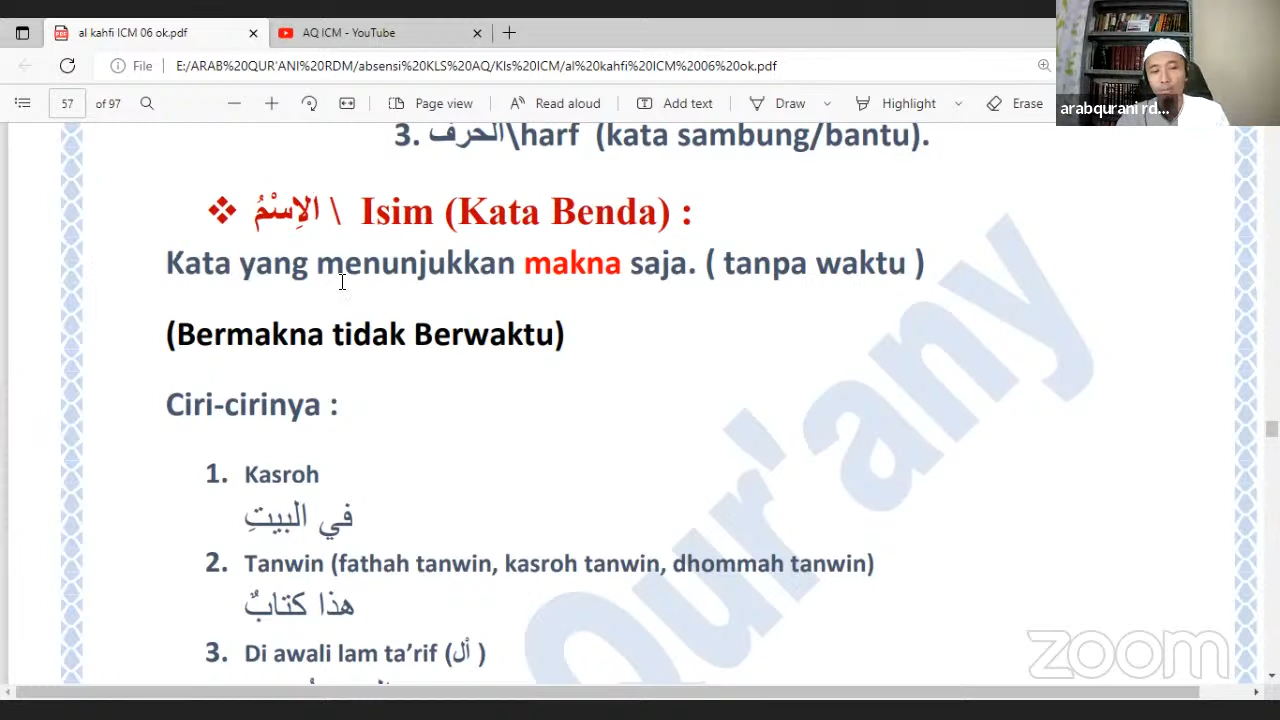 al kahfi ICM 06 ok.pdf
AQ ICM - YouTube
File
E:/ARAB%20QUR'ANI%20RDM/absensi%20KLS%20AQ/Kls%20ICM/al%20kahfi%20ICM%2006%20ok.pdf
arabqurani rd...
57 of 97
Page view
Read aloud
Add text
Draw
Highlight
Erase
3. الحرف\harf (kata sambung/bantu).
❖ الاِسْمُ \ Isim (Kata Benda) :
Kata yang menunjukkan makna saja. ( tanpa waktu )
(Bermakna tidak Berwaktu)
Ciri-cirinya :
1. Kasroh
في البيتِ
2. Tanwin (fathah tanwin, kasroh tanwin, dhommah tanwin)
هذا كتابٌ
3. Di awali lam ta’rif (أل )
Qur'any
zoom